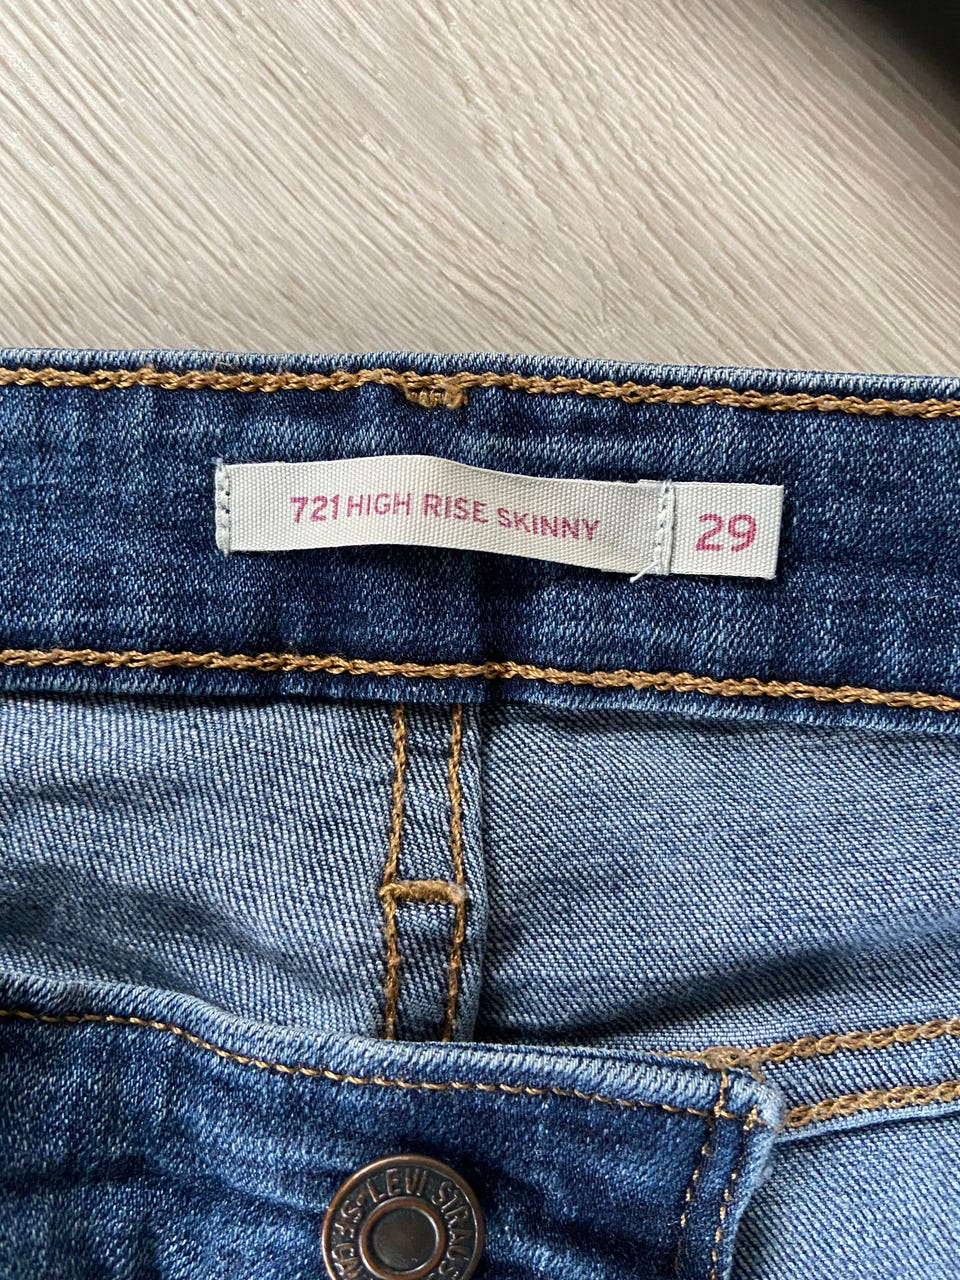 721 HIGH RISE SKINNY 29
LEVI STRAUSS